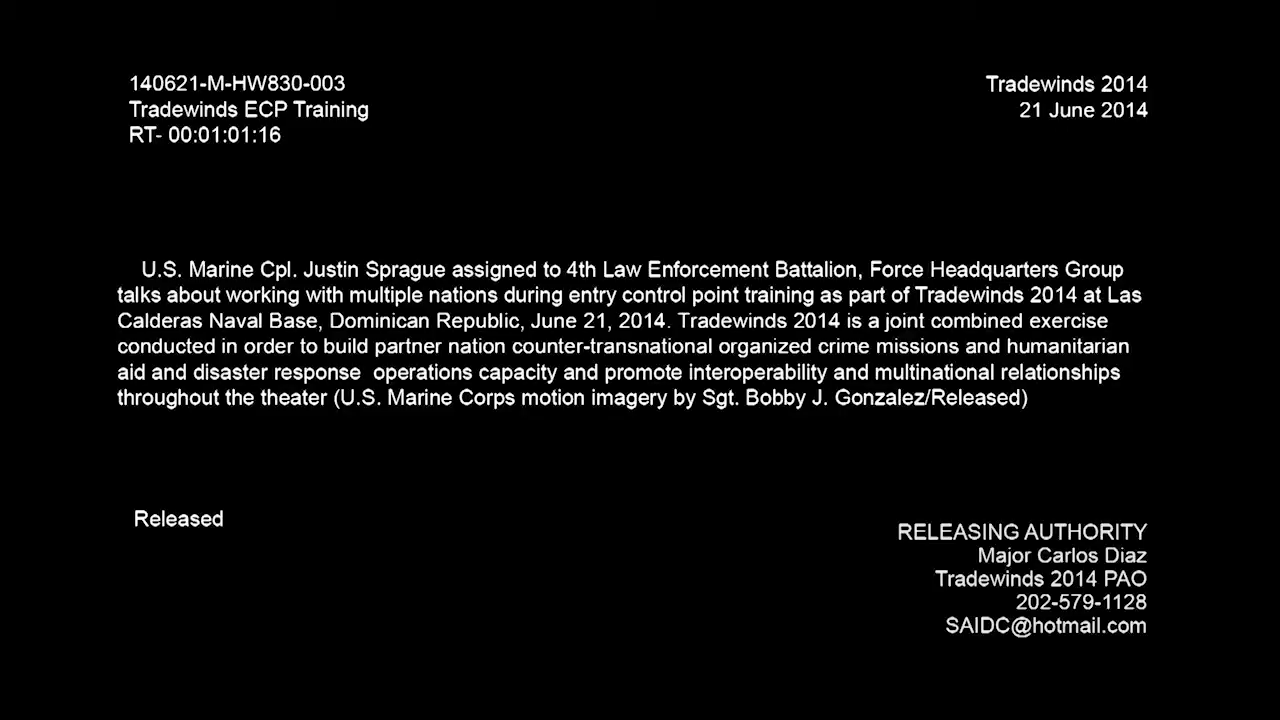 140621-M-HW830-003
Tradewinds ECP Training
RT- 00:01:01:16
Tradewinds 2014
21 June 2014
U.S. Marine Cpl. Justin Sprague assigned to 4th Law Enforcement Battalion, Force Headquarters Group
talks about working with multiple nations during entry control point training as part of Tradewinds 2014 at Las
Calderas Naval Base, Dominican Republic, June 21, 2014. Tradewinds 2014 is a joint combined exercise
conducted in order to build partner nation counter-transnational organized crime missions and humanitarian
aid and disaster response  operations capacity and promote interoperability and multinational relationships
throughout the theater (U.S. Marine Corps motion imagery by Sgt. Bobby J. Gonzalez/Released)
Released
RELEASING AUTHORITY
Major Carlos Diaz
Tradewinds 2014 PAO
202-579-1128
SAIDC@hotmail.com